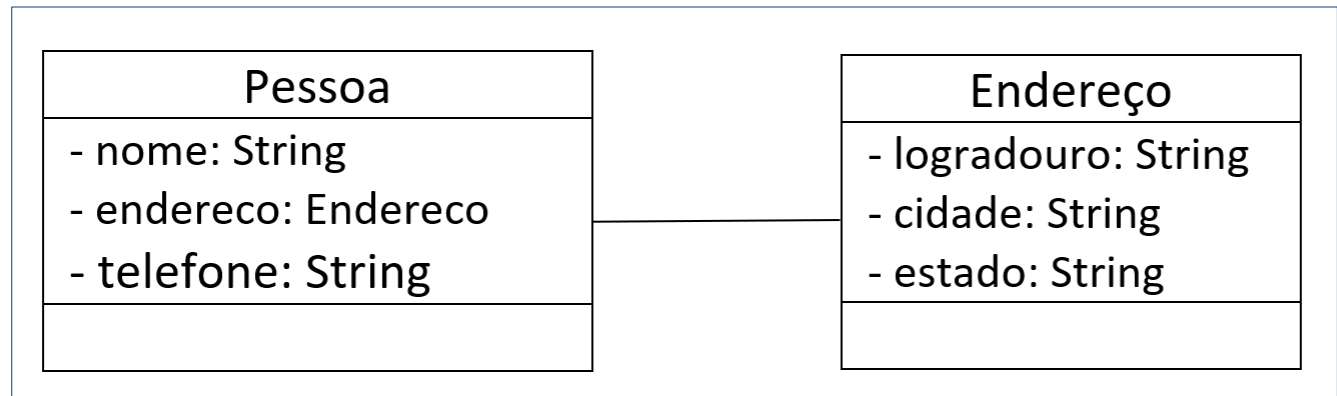 Pessoa
- nome: String
- endereco: Endereco
- telefone: String
Endereço
- logradouro: String
- cidade: String
- estado: String